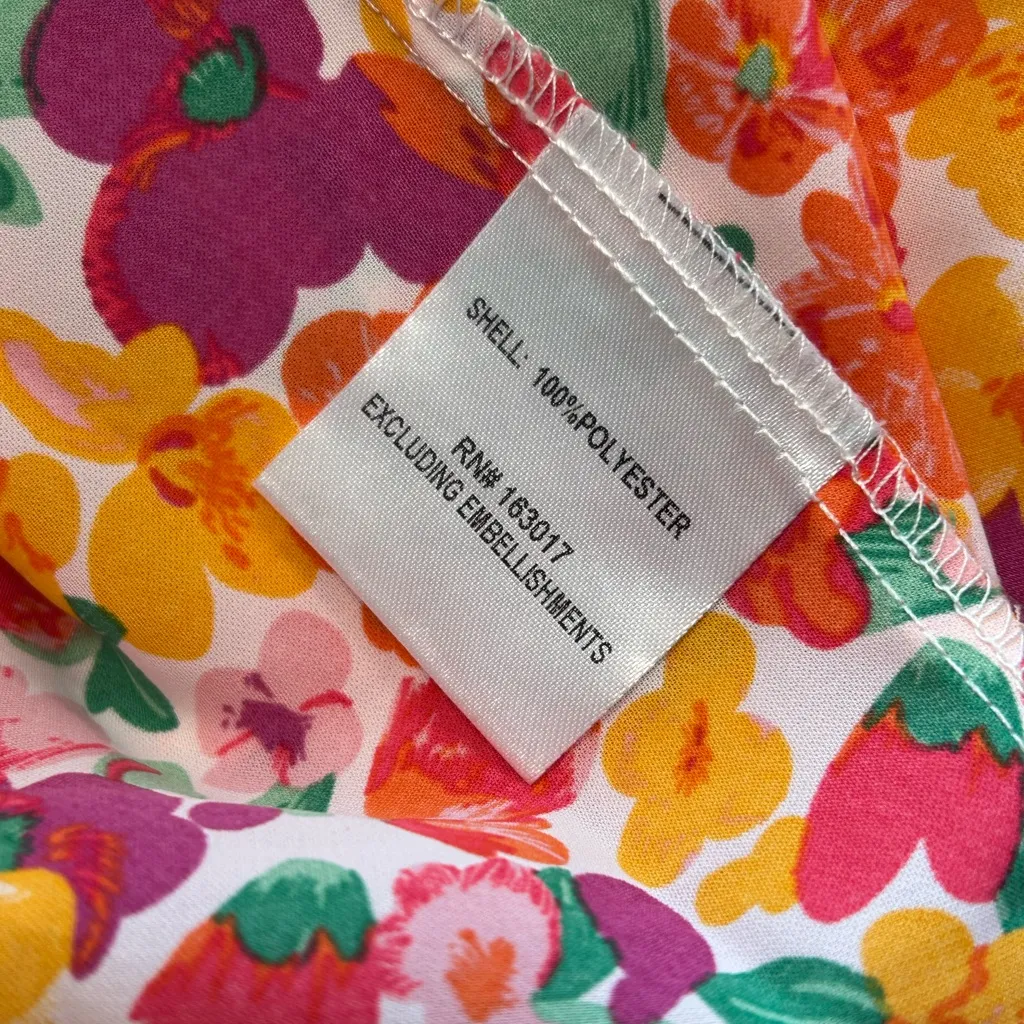 SHELL: 100%POLYESTER
RN# 163017
EXCLUDING EMBELLISHMENTS